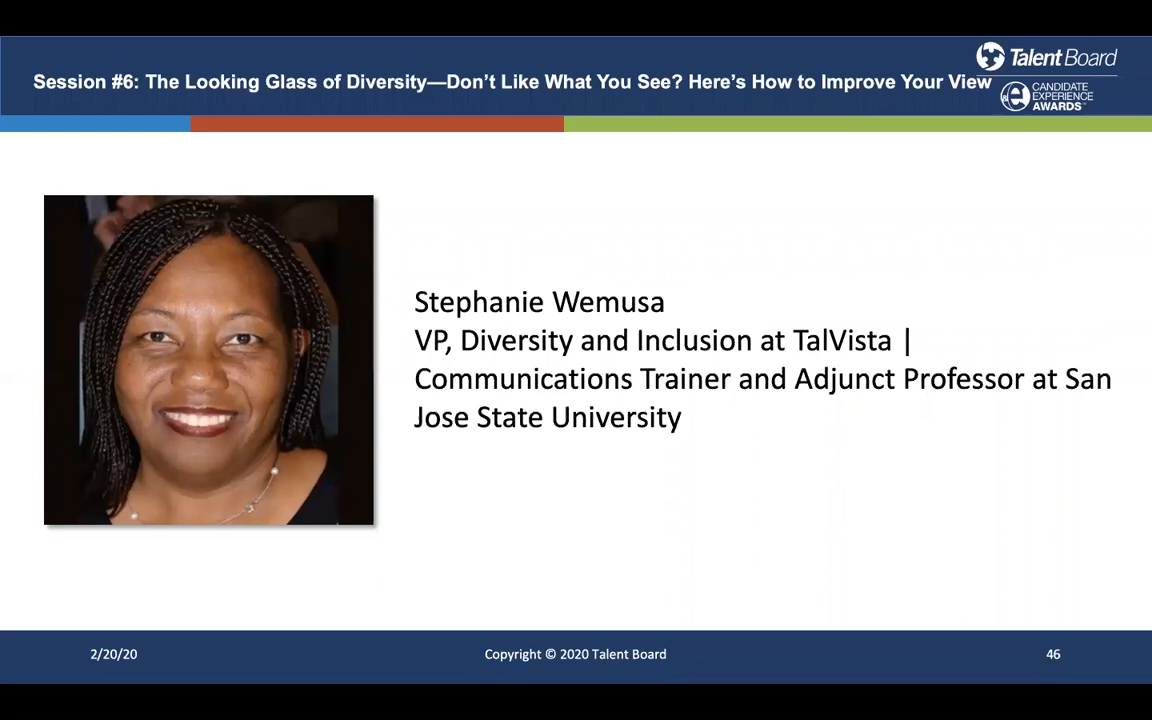 Session #6: The Looking Glass of Diversity—Don't Like What You See? Here's How to Improve Your View
TalentBoard
CANDIDATE
EXPERIENCE
AWARDS
Stephanie Wemusa
VP, Diversity and Inclusion at TalVista |
Communications Trainer and Adjunct Professor at San
Jose State University
2/20/20
Copyright © 2020 Talent Board
46